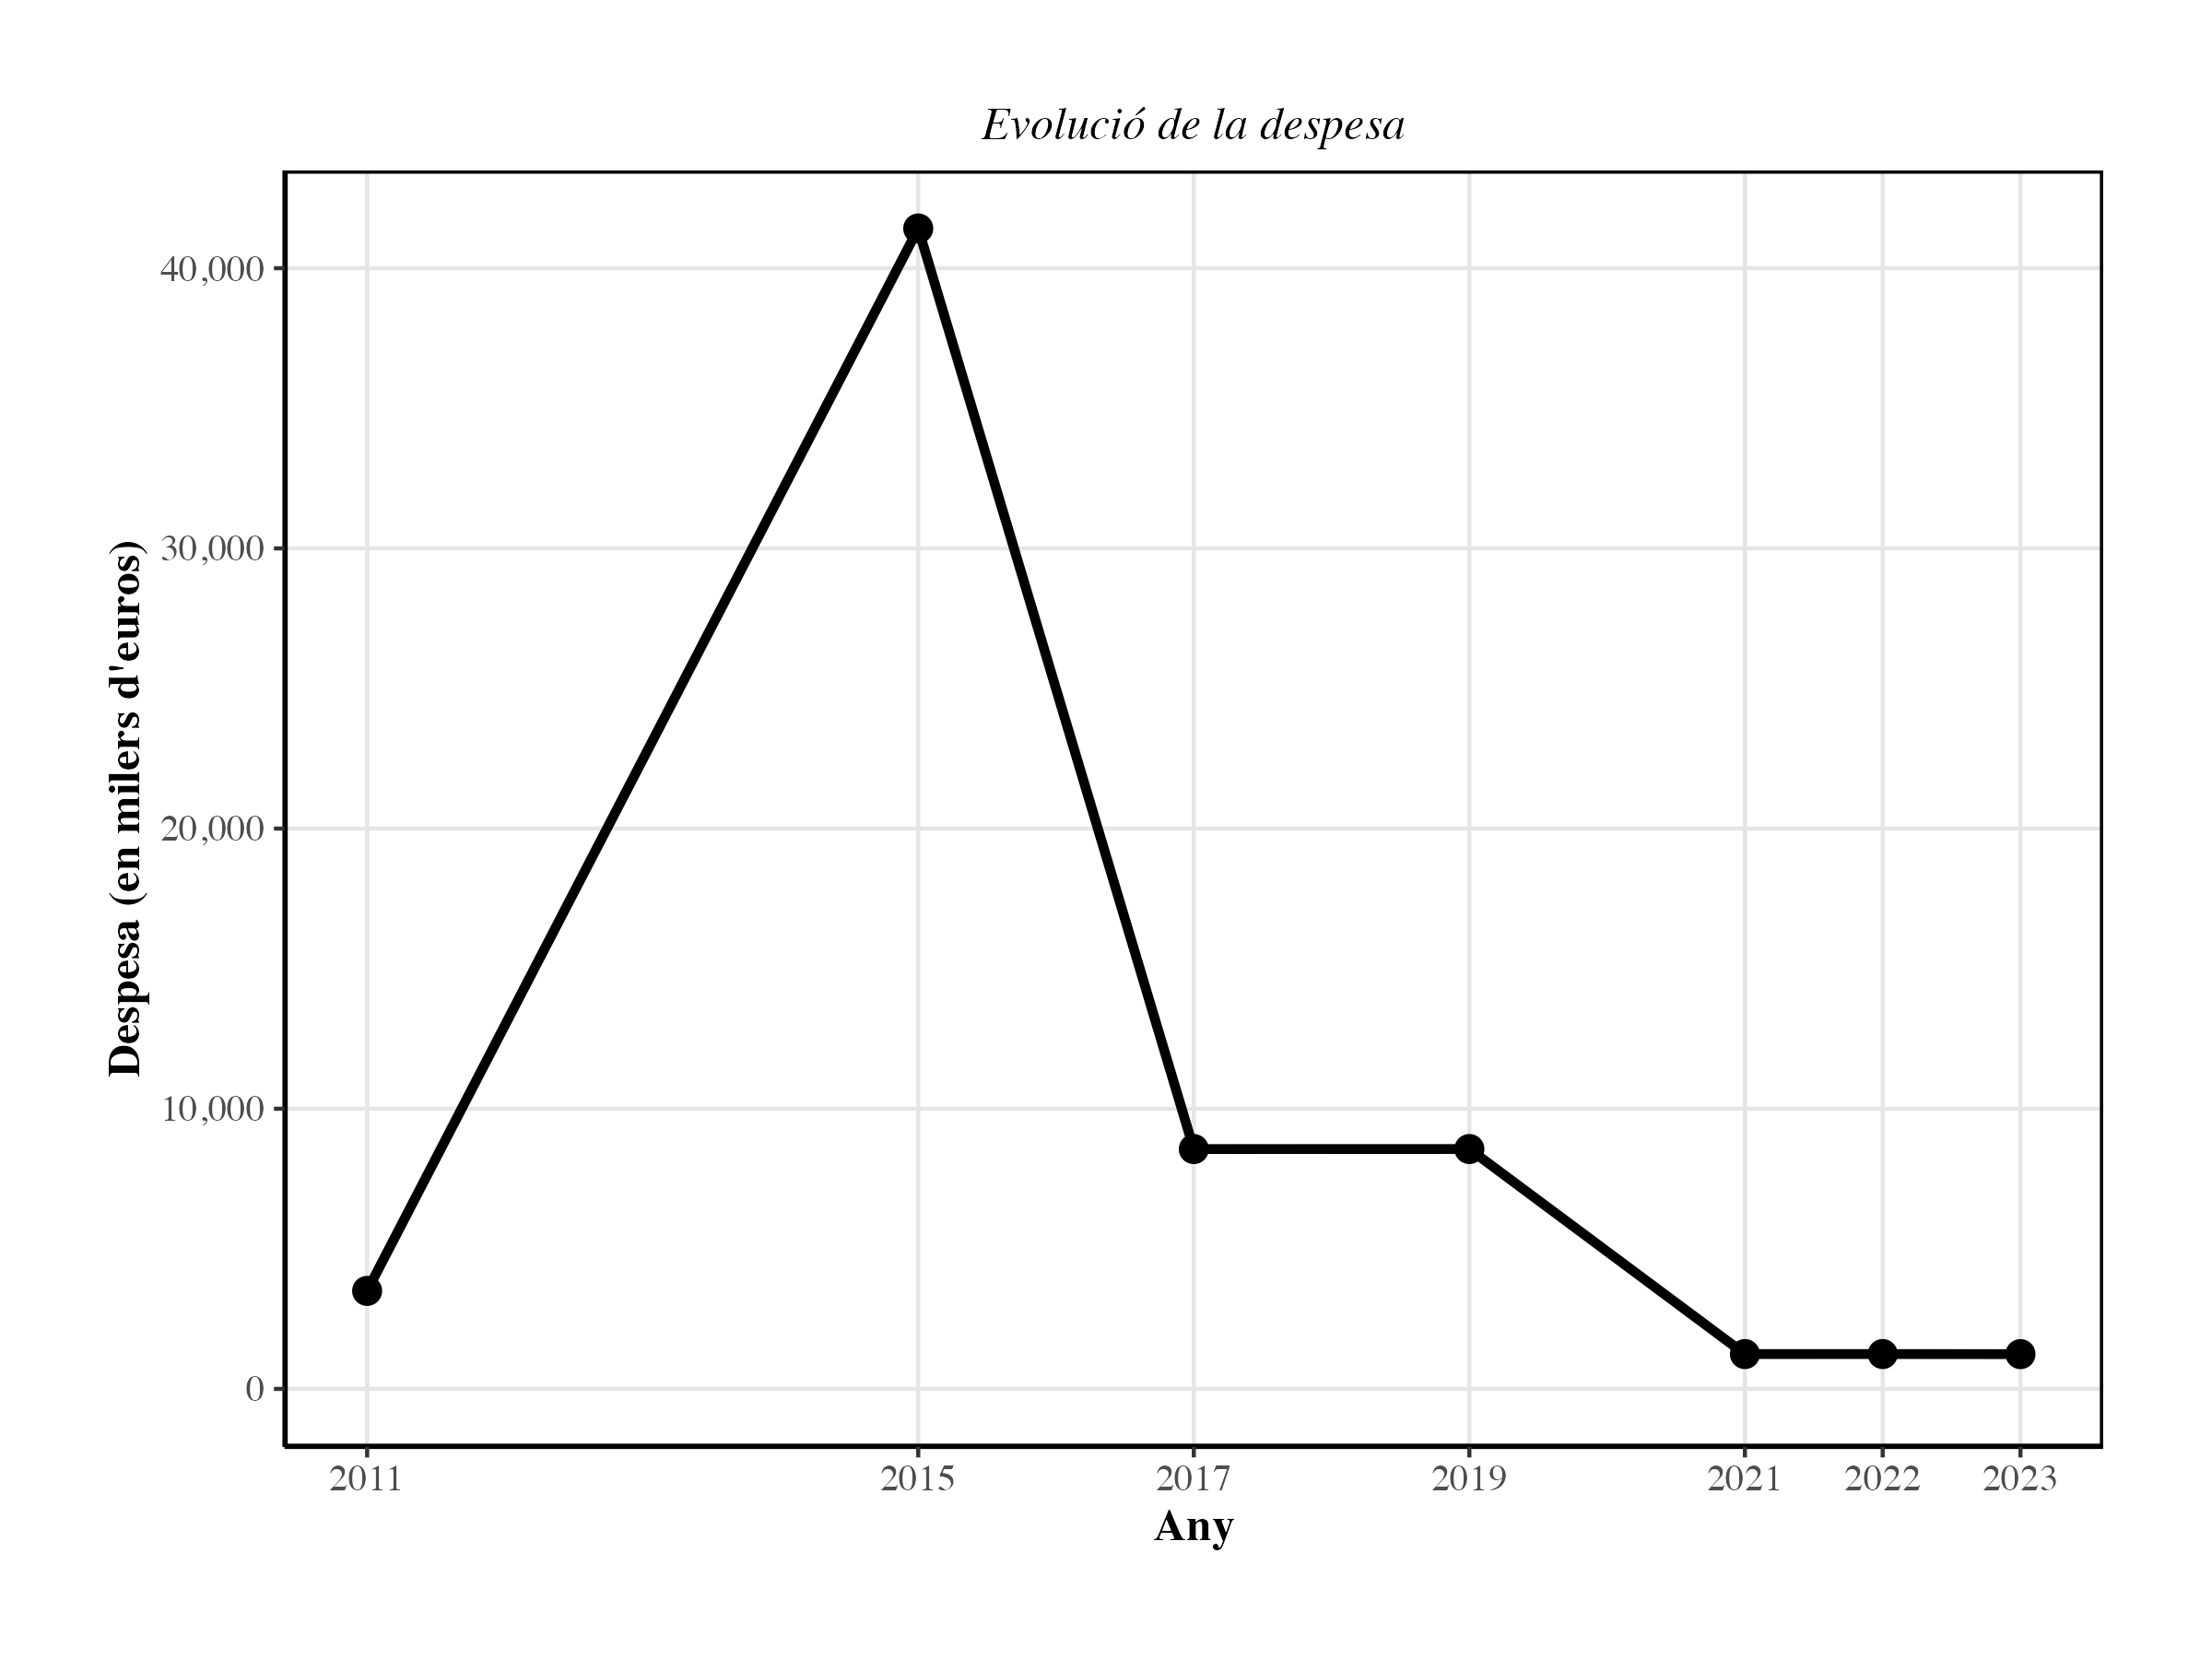 Evolució de la despesa
Despesa (en milers d'euros)
40,000
30,000
20,000
10,000
0
2011 2015 2017 2019 2021 2022 2023
Any